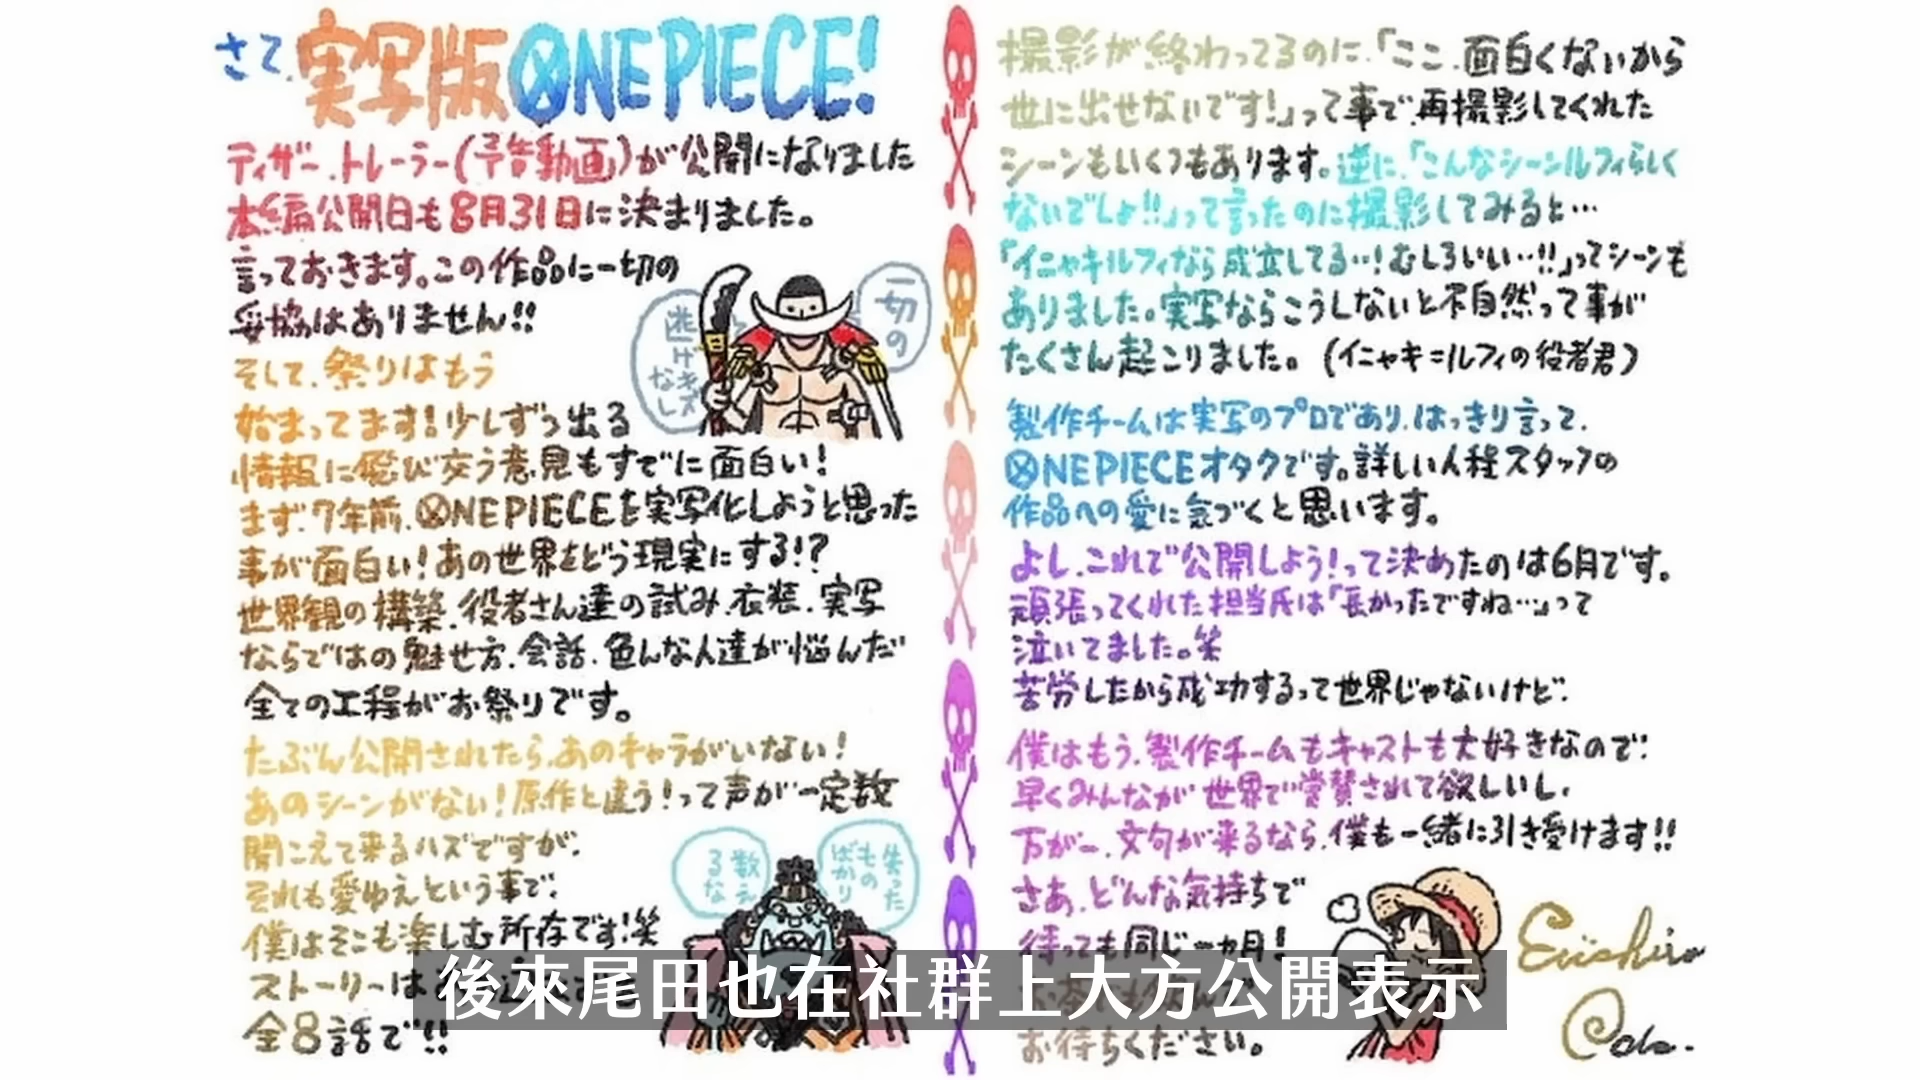 さて、実写版ONE PIECE!
ティザー、トレーラー(予告動画)が公開になりました
本編公開日も8月31日に決まりました。
言っておきます。この作品に一切の
妥協はありません!!
一切の
逃げキズ
なし
そして、祭りはもう
始まってます!少しずつ出る
情報に飛び交う意見もすでに面白い!
まず、7年前、ONE PIECEを実写化しようと思った
事が面白い!あの世界をどう現実にする!?
世界観の構築、役者さん達の試み、衣装、実写
ならではの魅せ方、会話、色んな人達が悩んだ
全ての工程がお祭りです。
たぶん公開されたら、あのキャラがいない!
あのシーンがない!原作と違う!って声が一定数
聞こえて来るハズですが、
それも愛ゆえという事で、
僕はそこも楽しむ所存です!笑
失った
もの
ばかり
数え
るな
ストーリーは
全8話で!!
撮影が終わってるのに、「ここ、面白くないから
世に出せないです!」って事で、再撮影してくれた
シーンもいくつもあります。逆に、「こんなシーンルフィらしく
ないでしょ!!」って言ったのに撮影してみると…
「イニャキルフィなら成立してる…!むしろいい…!!」ってシーンも
ありました。実写ならこうしないと不自然って事が
たくさん起こりました。(イニャキ=ルフィの役者君)
製作チームは実写のプロであり、はっきり言って、
ONE PIECEオタクです。詳しい人程スタッフの
作品への愛に気づくと思います。
よし、これで公開しよう!って決めたのは6月です。
頑張ってくれた担当氏は「長かったですね…」って
泣いてました。笑
苦労したから成功するって世界じゃないけど、
僕はもう、製作チームもキャストも大好きなので、
早くみんなが世界で賞賛されて欲しいし、
万が一、文句が来るなら、僕も一緒に引き受けます!!
さあ、どんな気持ちで
待っても同じ一ヵ月!
お待ちください。
Eiichiro
Oda.
後來尾田也在社群上大方公開表示